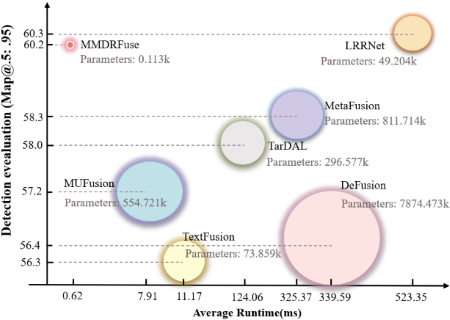 Detection evealuation (Map@.5: .95)
60.3
60.2
58.3
58.0
57.2
56.4
56.3
MMDRFuse
Parameters: 0.113k
LRRNet
Parameters: 49.204k
MetaFusion
Parameters: 811.714k
TarDAL
Parameters: 296.577k
MUFusion
Parameters: 554.721k
DeFusion
Parameters: 7874.473k
TextFusion
Parameters: 73.859k
0.62
7.91
11.17
124.06
325.37
339.59
523.35
Average Runtime(ms)